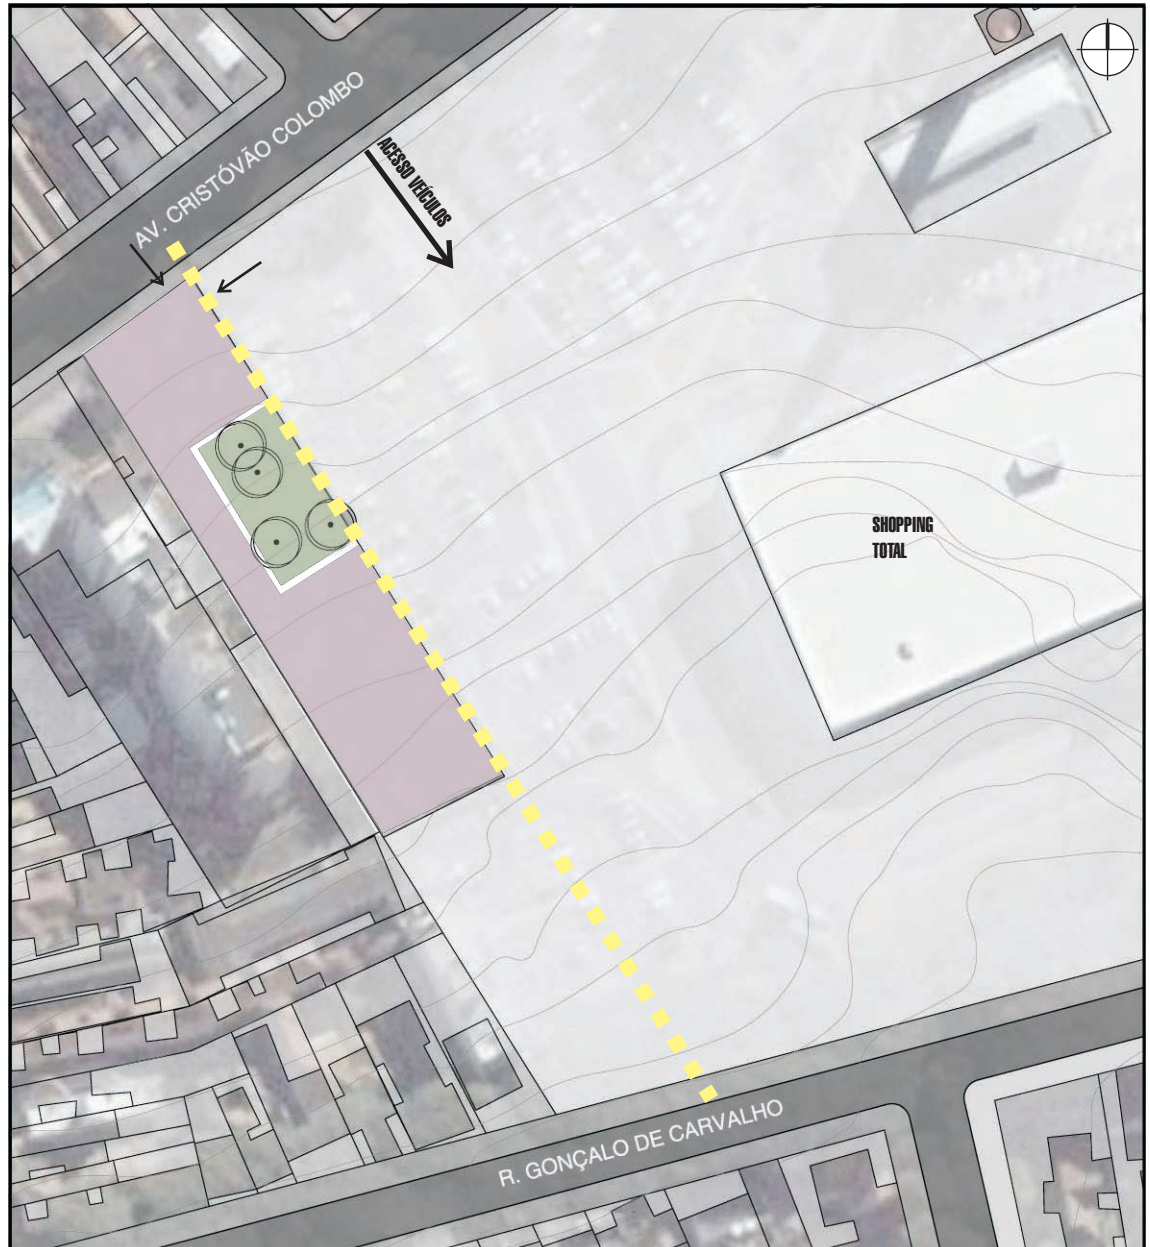 AV. CRISTÓVÃO COLOMBO
ACESSO VEÍCULOS
SHOPPING
TOTAL
R. GONÇALO DE CARVALHO